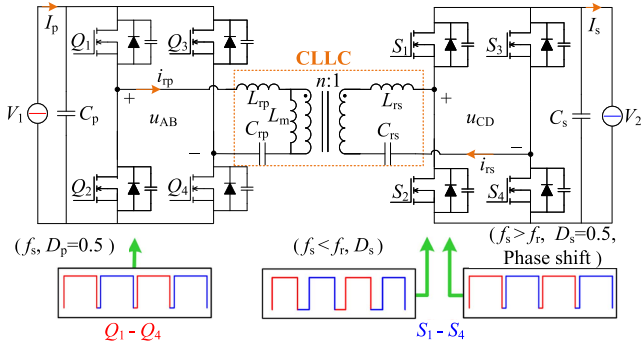 I_p
Q_1
Q_3
S_1
S_3
I_s
CLLC
i_rp
n:1
L_rp
L_rs
V_1
C_p
u_AB
L_m
C_rp
C_rs
u_CD
C_s
V_2
+
−
+
−
i_rs
Q_2
Q_4
S_2
S_4
(f_s, D_p=0.5)
(f_s<f_r, D_s)
(f_s>f_r, D_s=0.5,
Phase shift)
Q_1 - Q_4
S_1 - S_4